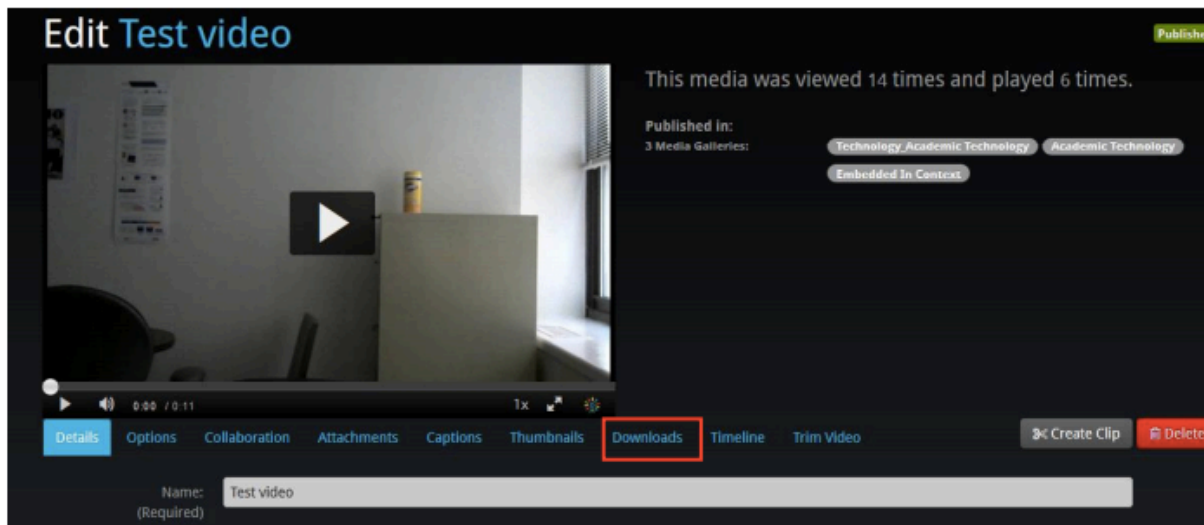 Edit Test video
Publishe
This media was viewed 14 times and played 6 times.
Published in:
3 Media Galleries:
Technology_Academic Technology
Academic Technology
Embedded In Context
0:00 / 0:11
1x
Details
Options
Collaboration
Attachments
Captions
Thumbnails
Downloads
Timeline
Trim Video
Create Clip
Delete
Name:
Test video
(Required)